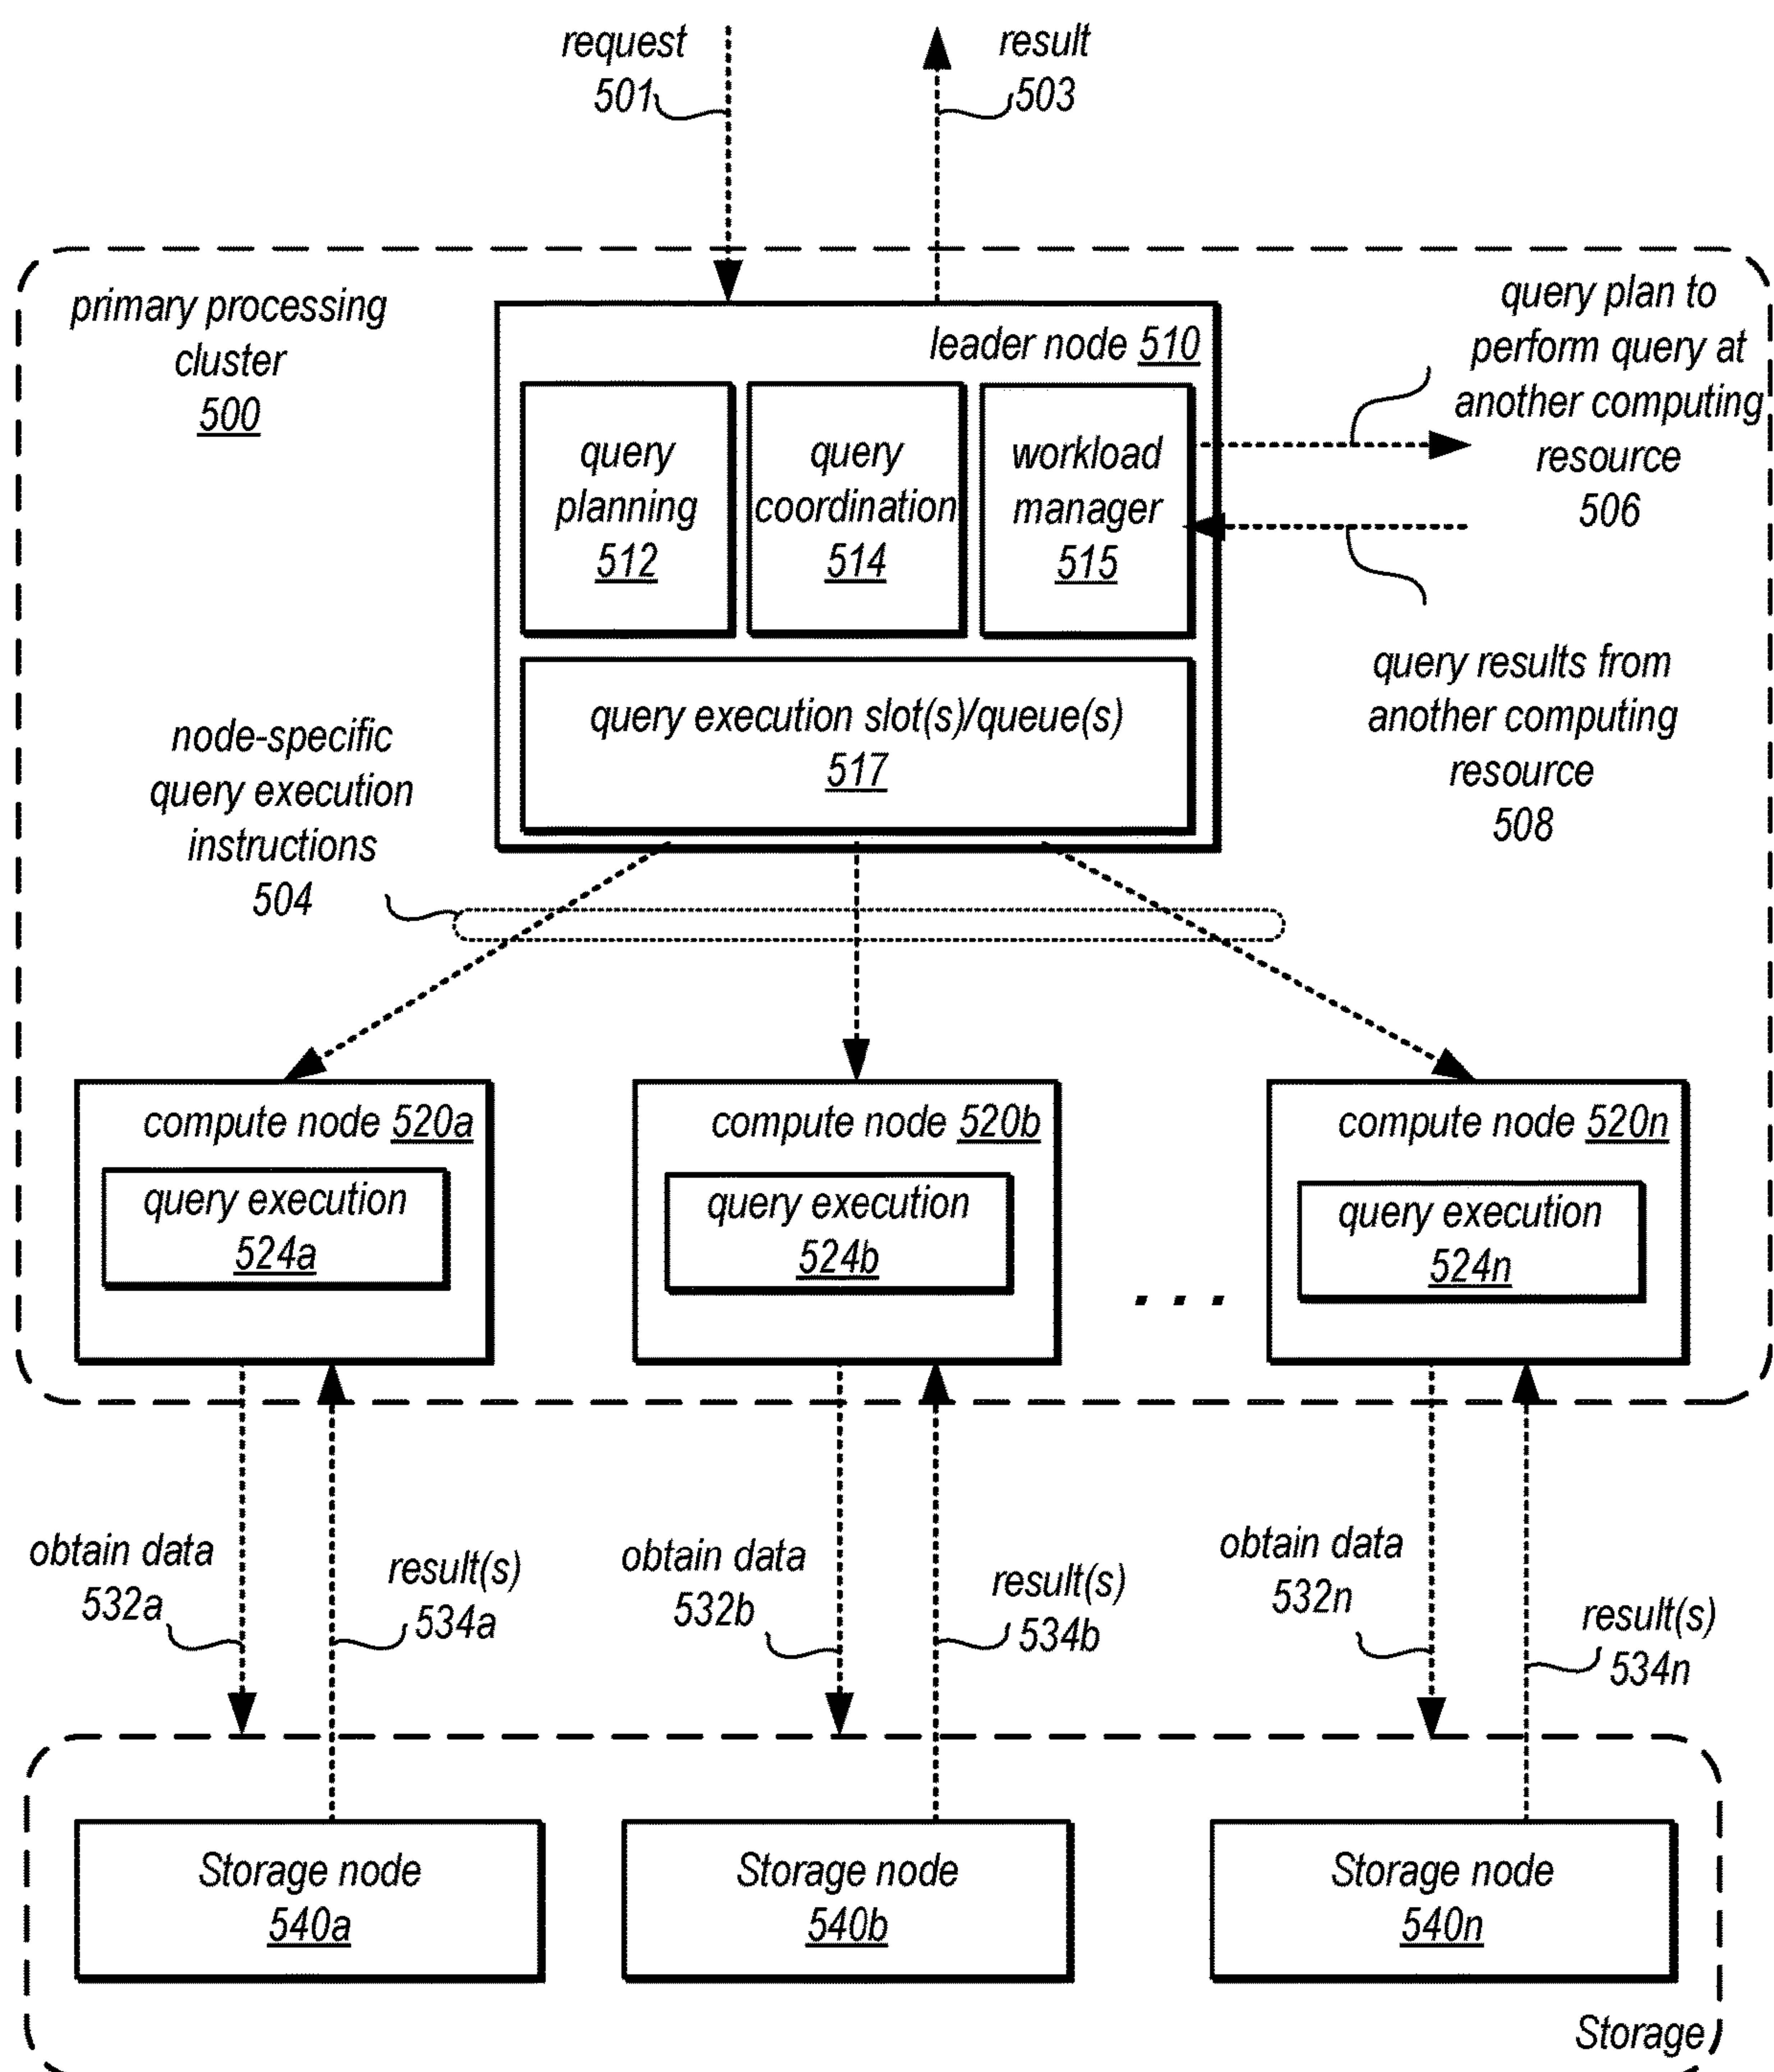 request
501
result
503
primary processing
cluster
500
leader node 510
query
planning
512
query
coordination
514
workload
manager
515
query plan to
perform query at
another computing
resource
506
query execution slot(s)/queue(s)
517
query results from
another computing
resource
508
node-specific
query execution
instructions
504
compute node 520a
query execution
524a
compute node 520b
query execution
524b
. . .
compute node 520n
query execution
524n
obtain data
532a
result(s)
534a
obtain data
532b
result(s)
534b
obtain data
532n
result(s)
534n
Storage node
540a
Storage node
540b
Storage node
540n
Storage